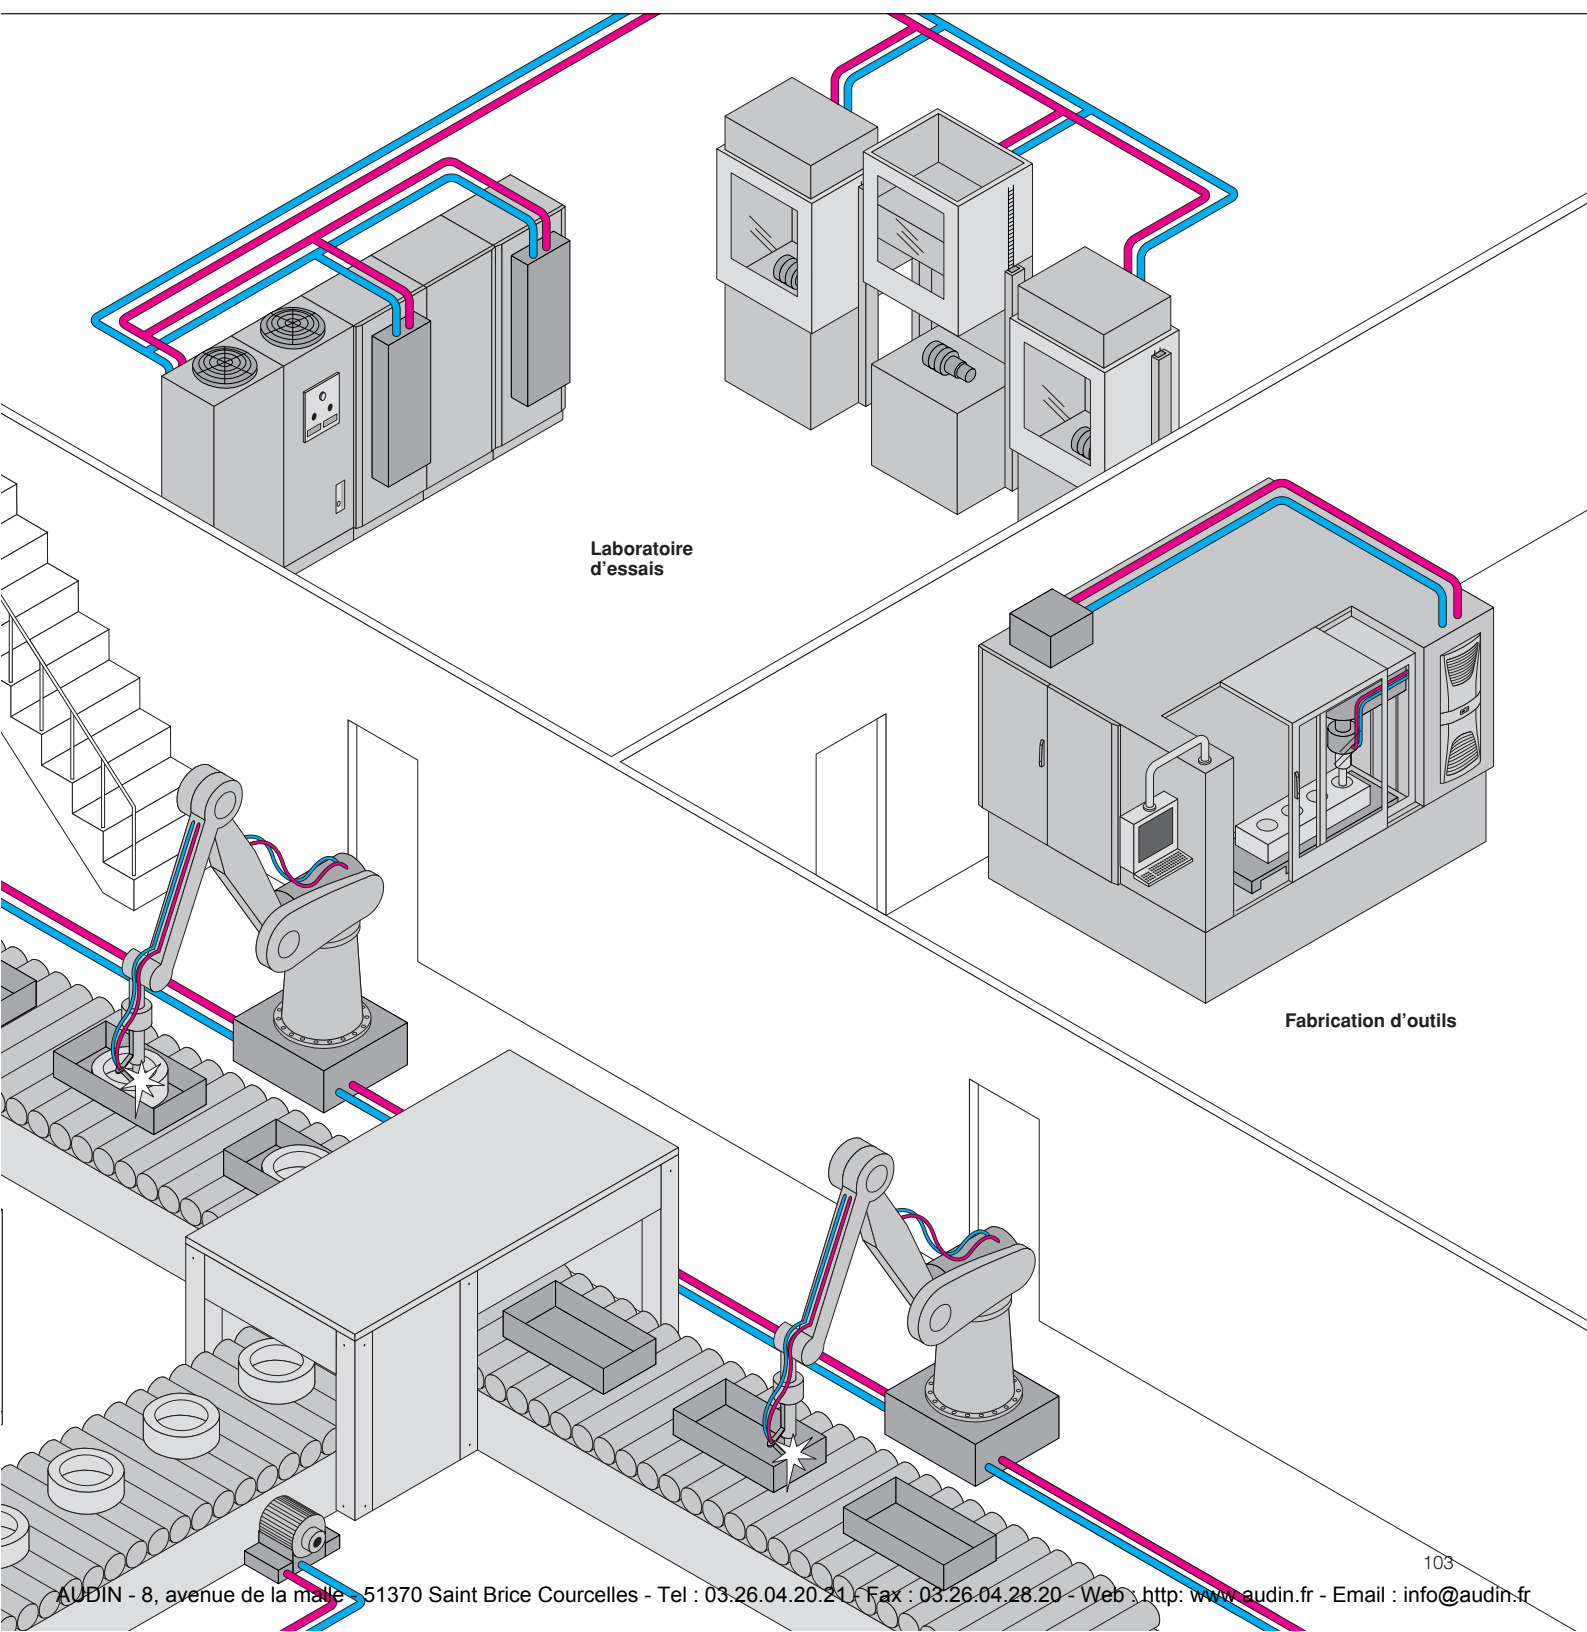 Laboratoire
d'essais
Fabrication d'outils
103
AUDIN - 8, avenue de la malle - 51370 Saint Brice Courcelles - Tel : 03.26.04.20.21 - Fax : 03.26.04.28.20 - Web : http: www.audin.fr - Email : info@audin.fr